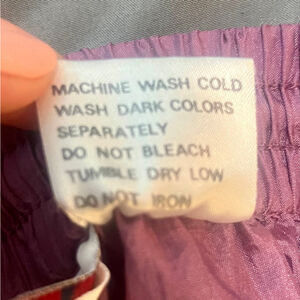 MACHINE WASH COLD
WASH DARK COLORS
SEPARATELY
DO NOT BLEACH
TUMBLE DRY LOW
DO NOT IRON